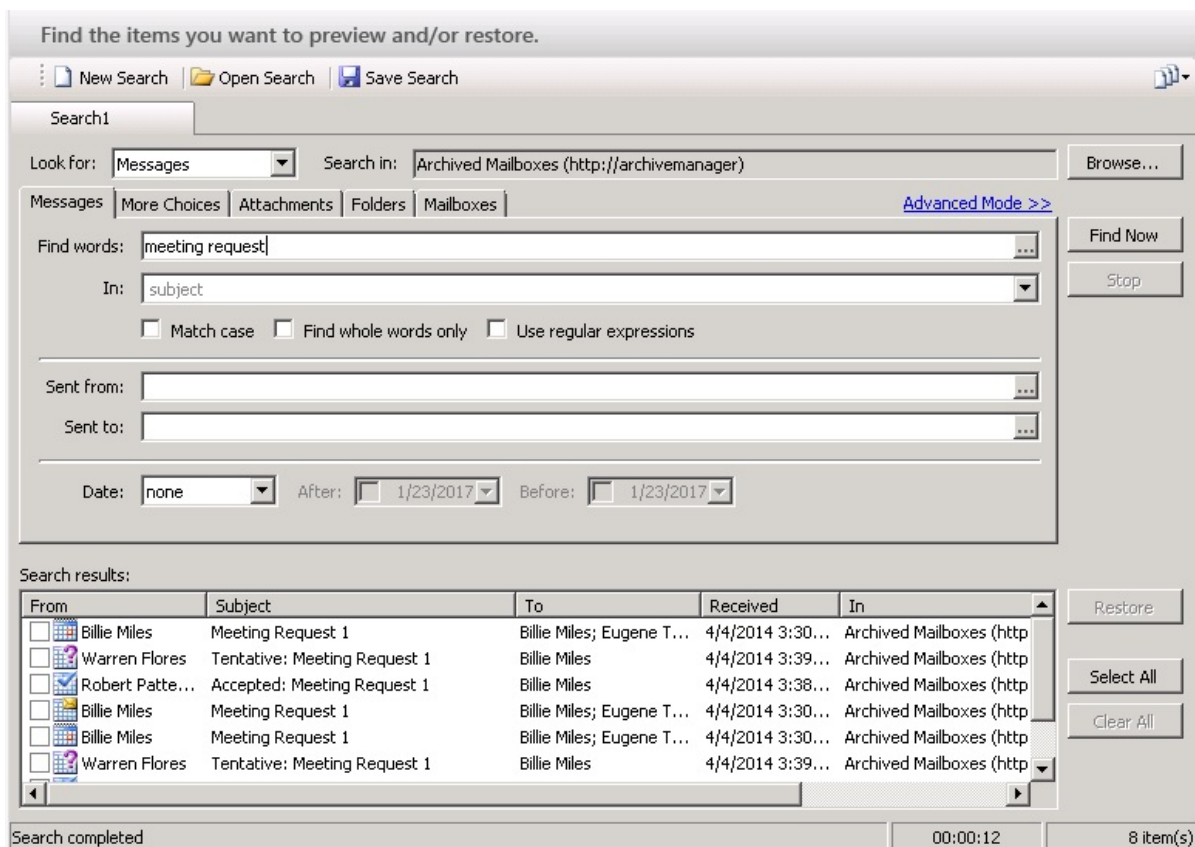 Find the items you want to preview and/or restore.
New Search Open Search Save Search
Search1
Look for: Messages Search in: Archived Mailboxes (http://archivemanager) Browse...
Messages More Choices Attachments Folders Mailboxes Advanced Mode >>
Find words: meeting request ... Find Now
In: subject Stop
Match case Find whole words only Use regular expressions
Sent from: ...
Sent to: ...
Date: none After: 1/23/2017 Before: 1/23/2017
Search results:
From Subject To Received In Restore
Billie Miles Meeting Request 1 Billie Miles; Eugene T... 4/4/2014 3:30... Archived Mailboxes (http
Warren Flores Tentative: Meeting Request 1 Billie Miles 4/4/2014 3:39... Archived Mailboxes (http
Robert Patte... Accepted: Meeting Request 1 Billie Miles 4/4/2014 3:38... Archived Mailboxes (http Select All
Billie Miles Meeting Request 1 Billie Miles; Eugene T... 4/4/2014 3:30... Archived Mailboxes (http Clear All
Billie Miles Meeting Request 1 Billie Miles; Eugene T... 4/4/2014 3:30... Archived Mailboxes (http
Warren Flores Tentative: Meeting Request 1 Billie Miles 4/4/2014 3:39... Archived Mailboxes (http
Search completed 00:00:12 8 item(s)